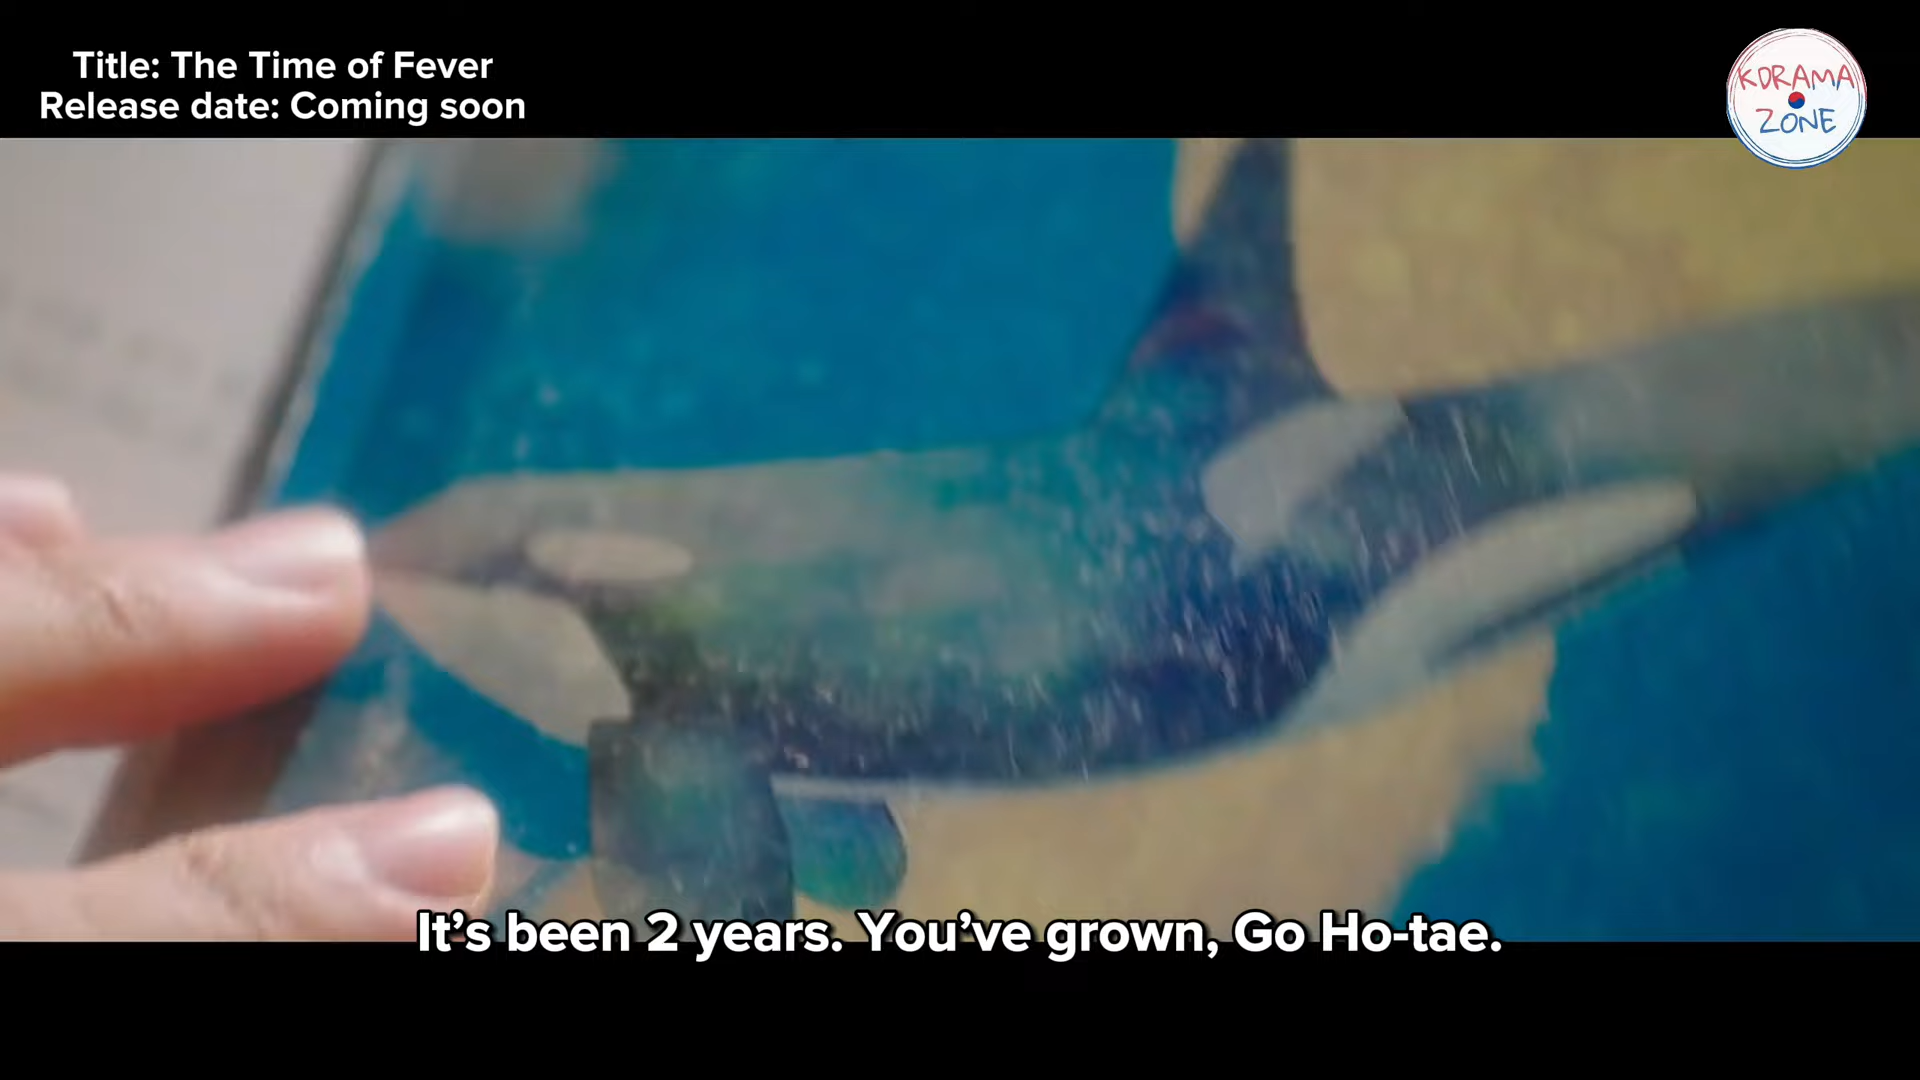 Title: The Time of Fever
Release date: Coming soon
KDRAMA
ZONE
It's been 2 years. You've grown, Go Ho-tae.